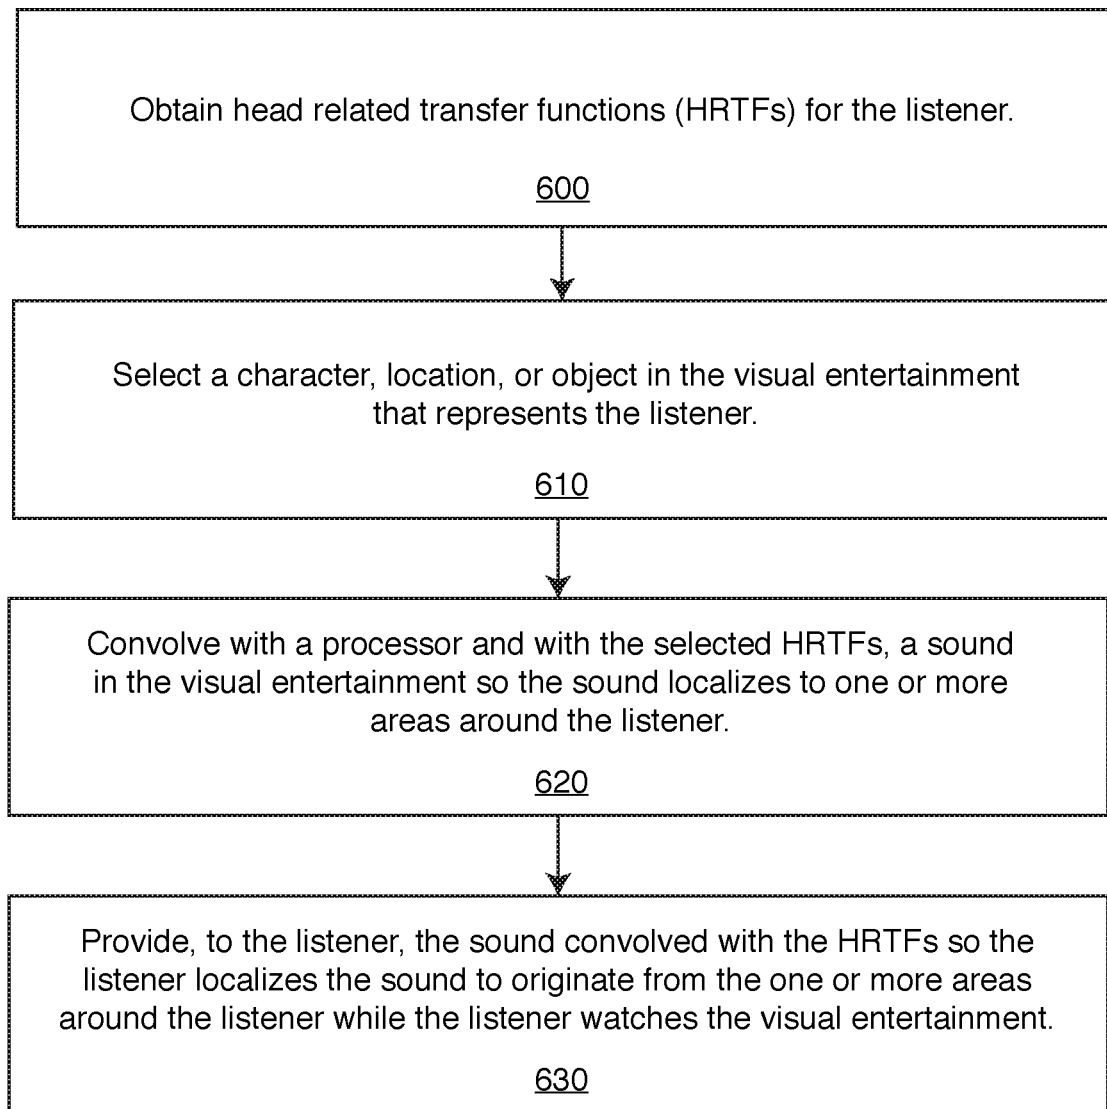 Obtain head related transfer functions (HRTFs) for the listener.
600
Select a character, location, or object in the visual entertainment
that represents the listener.
610
Convolve with a processor and with the selected HRTFs, a sound
in the visual entertainment so the sound localizes to one or more
areas around the listener.
620
Provide, to the listener, the sound convolved with the HRTFs so the
listener localizes the sound to originate from the one or more areas
around the listener while the listener watches the visual entertainment.
630